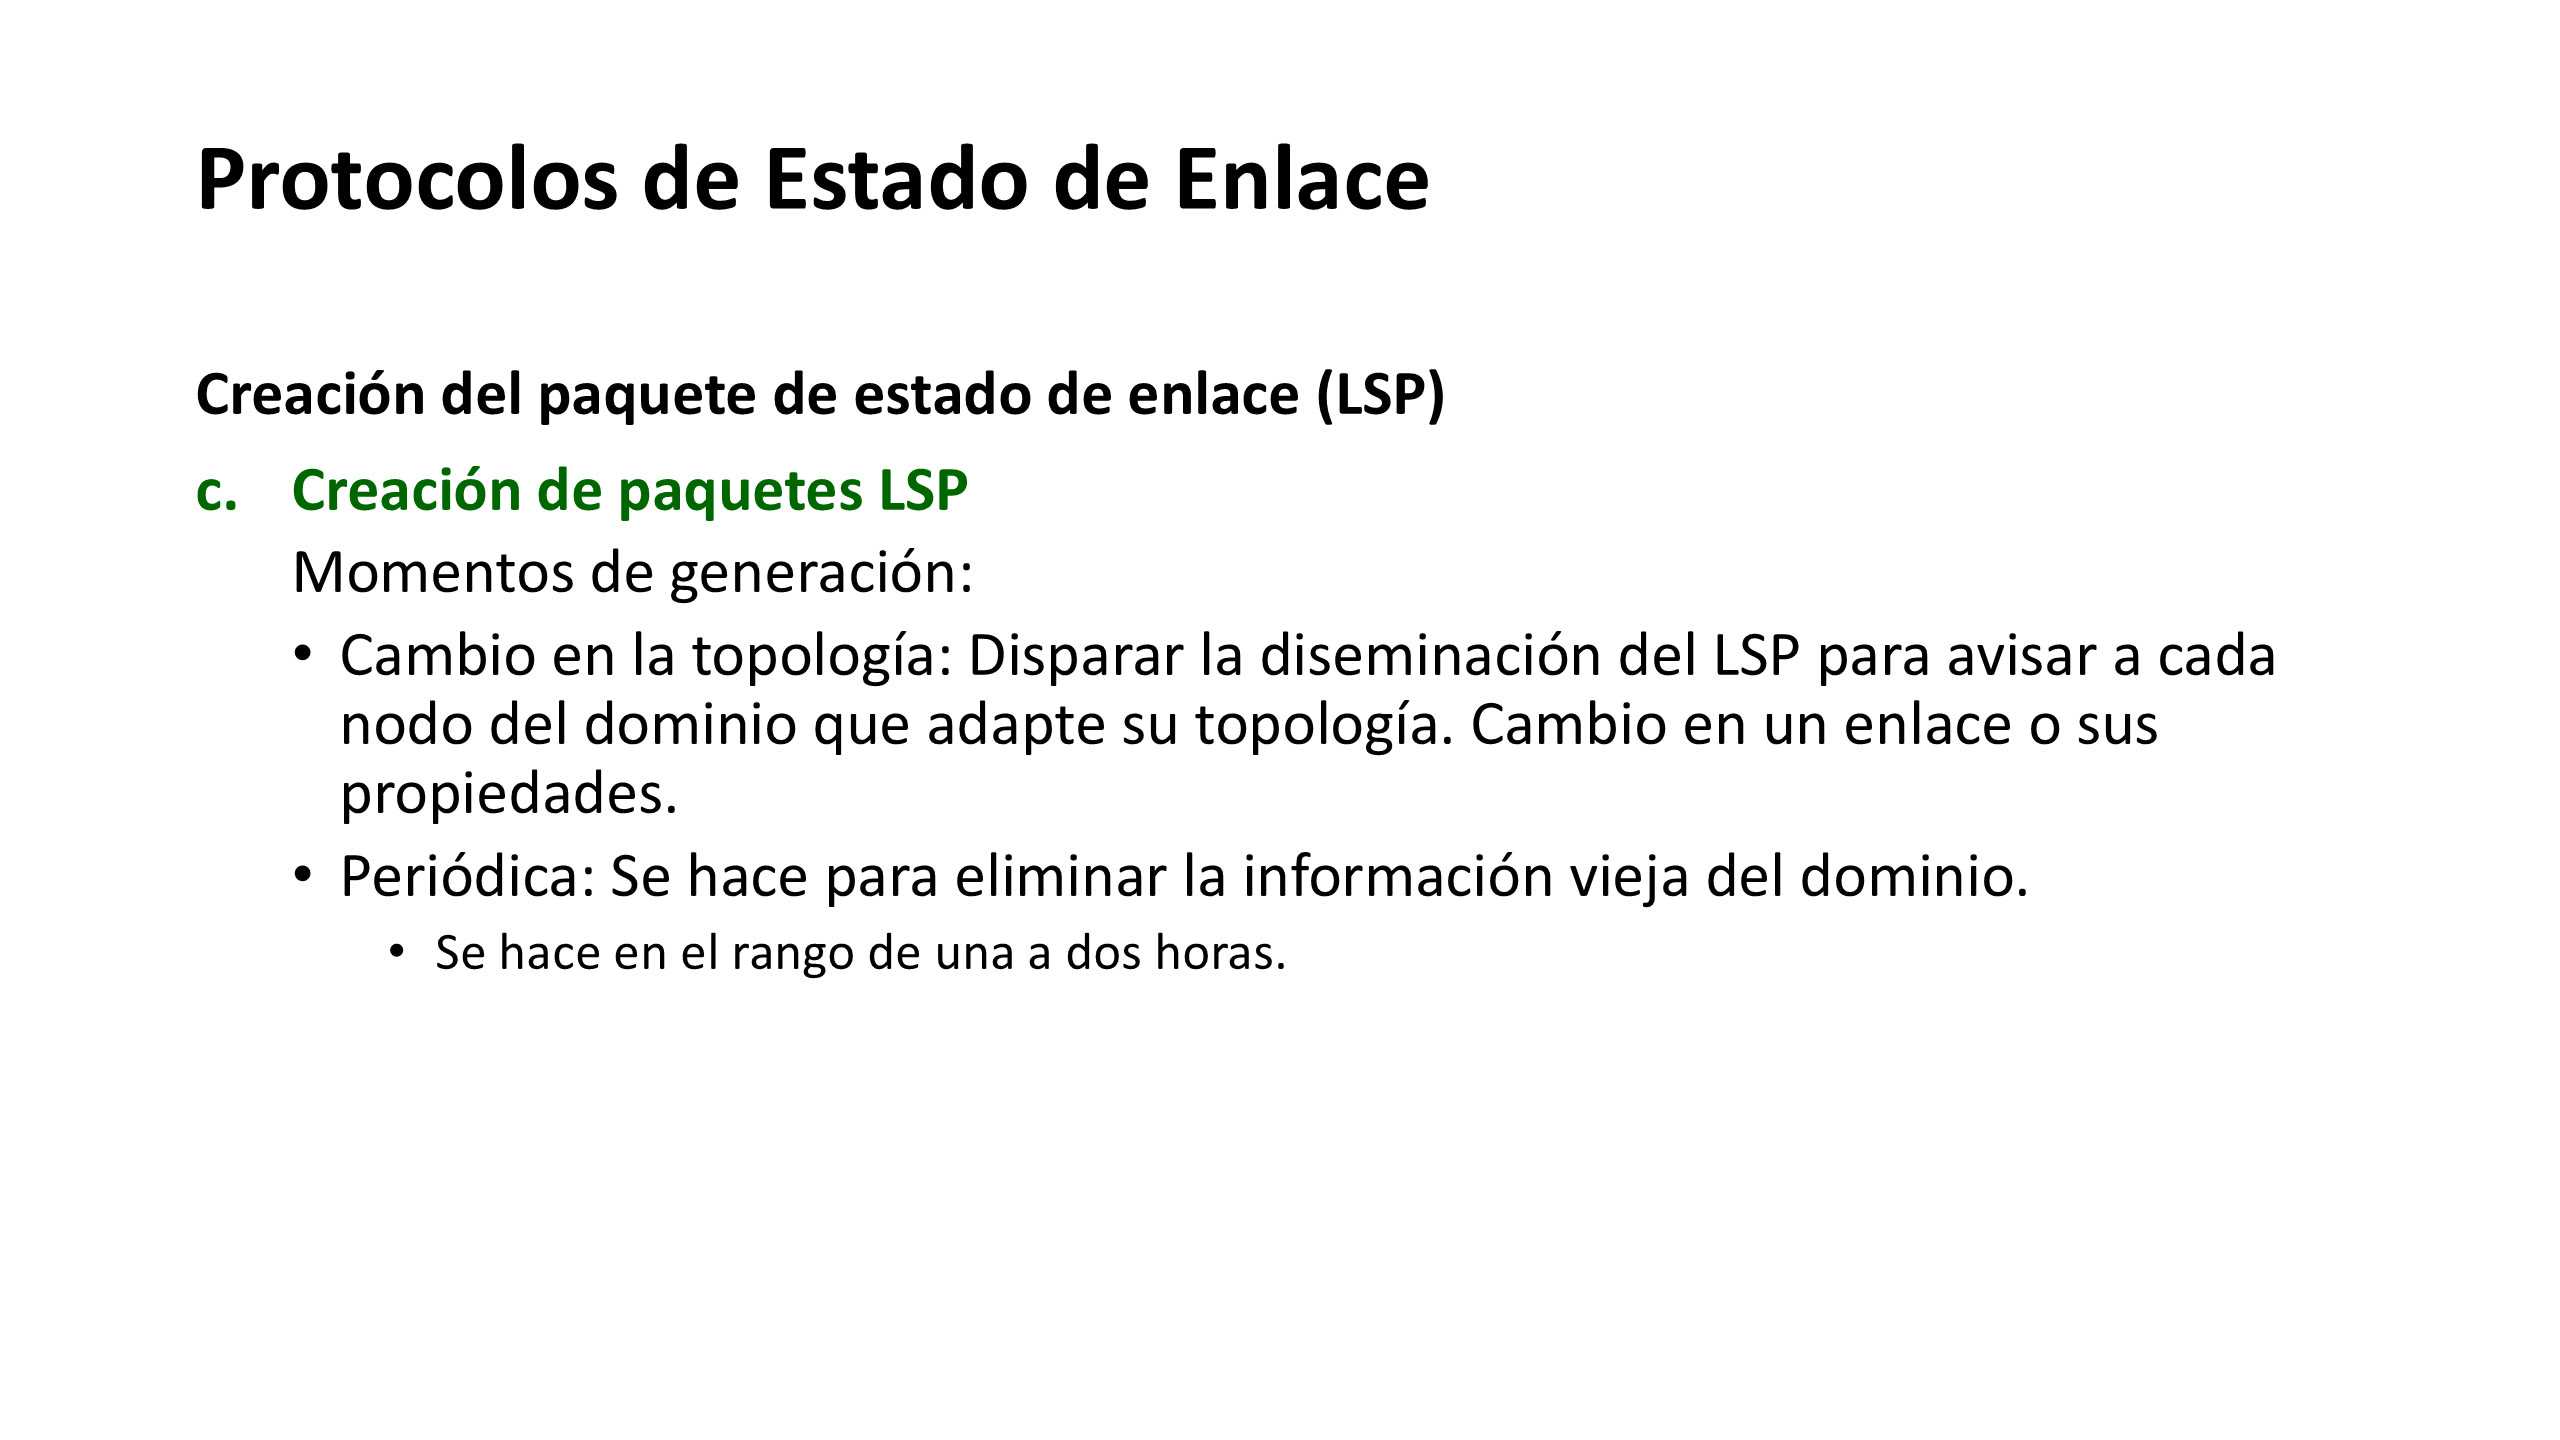 Protocolos de Estado de Enlace
Creación del paquete de estado de enlace (LSP)
c. Creación de paquetes LSP
Momentos de generación:
• Cambio en la topología: Disparar la diseminación del LSP para avisar a cada
nodo del dominio que adapte su topología. Cambio en un enlace o sus
propiedades.
• Periódica: Se hace para eliminar la información vieja del dominio.
• Se hace en el rango de una a dos horas.